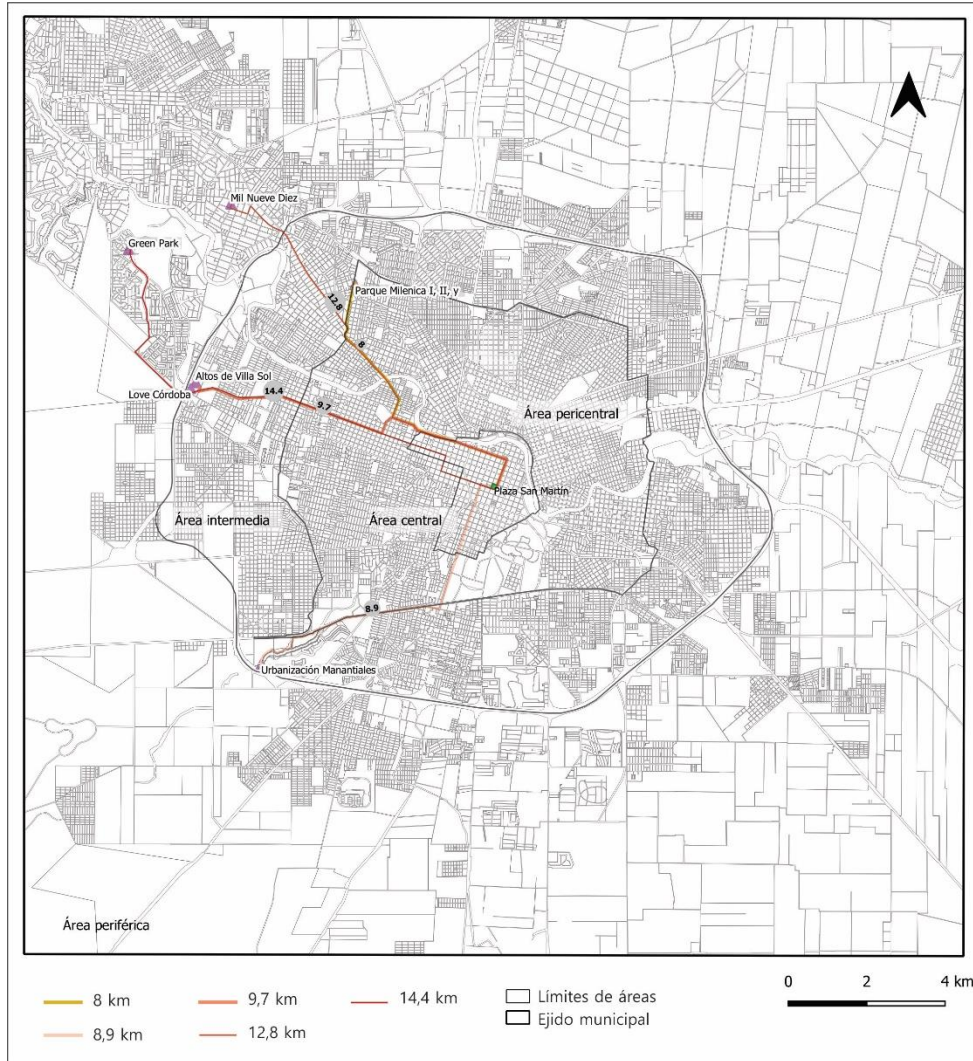 Mil Nueve Diez
Green Park
12.8
Parque Milenica I, II, y
8
Altos de Villa Sol
Love Córdoba
14.4
9.7
Área pericentral
Plaza San Martín
Área intermedia
Área central
8.9
Urbanización Manantiales
Área periférica
0 2 4 km
8 km
9,7 km
14,4 km
Límites de áreas
Ejido municipal
8,9 km
12,8 km